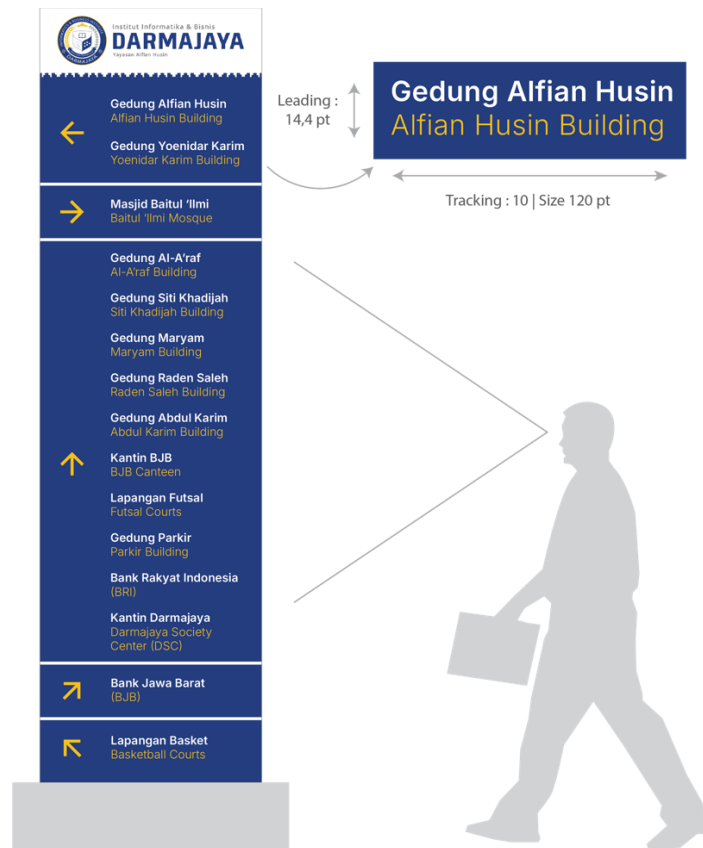 Institut Informatika & Bisnis
DARMAJAYA
Yayasan Alfian Husin
DARMAJAYA
Gedung Alfian Husin
Alfian Husin Building
Gedung Yoenidar Karim
Yoenidar Karim Building
Masjid Baitul 'Ilmi
Baitul 'Ilmi Mosque
Gedung Al-A'raf
Al-A'raf Building
Gedung Siti Khadijah
Siti Khadijah Building
Gedung Maryam
Maryam Building
Gedung Raden Saleh
Raden Saleh Building
Gedung Abdul Karim
Abdul Karim Building
Kantin BJB
BJB Canteen
Lapangan Futsal
Futsal Courts
Gedung Parkir
Parkir Building
Bank Rakyat Indonesia
(BRI)
Kantin Darmajaya
Darmajaya Society
Center (DSC)
Bank Jawa Barat
(BJB)
Lapangan Basket
Basketball Courts
Leading :
14,4 pt
Gedung Alfian Husin
Alfian Husin Building
Tracking : 10 | Size 120 pt